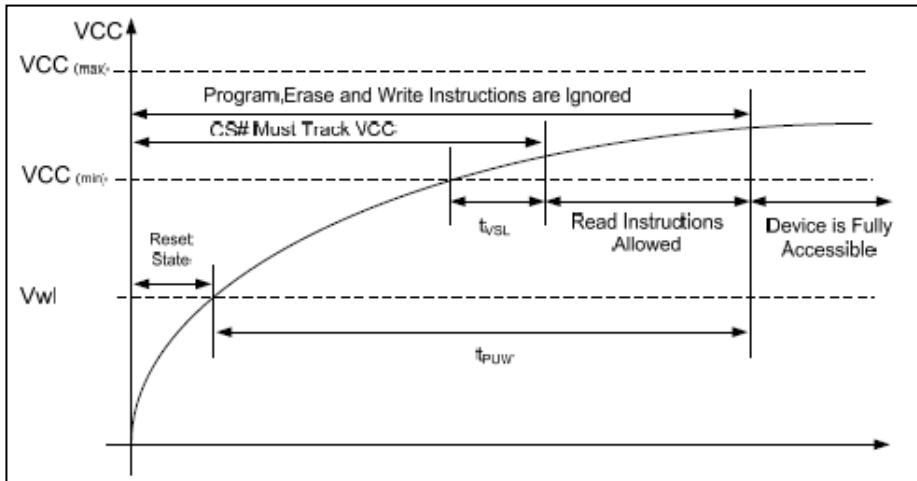 VCC
VCC (max)
Program,Erase and Write Instructions are Ignored
CS# Must Track VCC
VCC (min)
tVSL
Read Instructions
Allowed
Device is Fully
Accessible
Reset
State
Vwl
tPUW